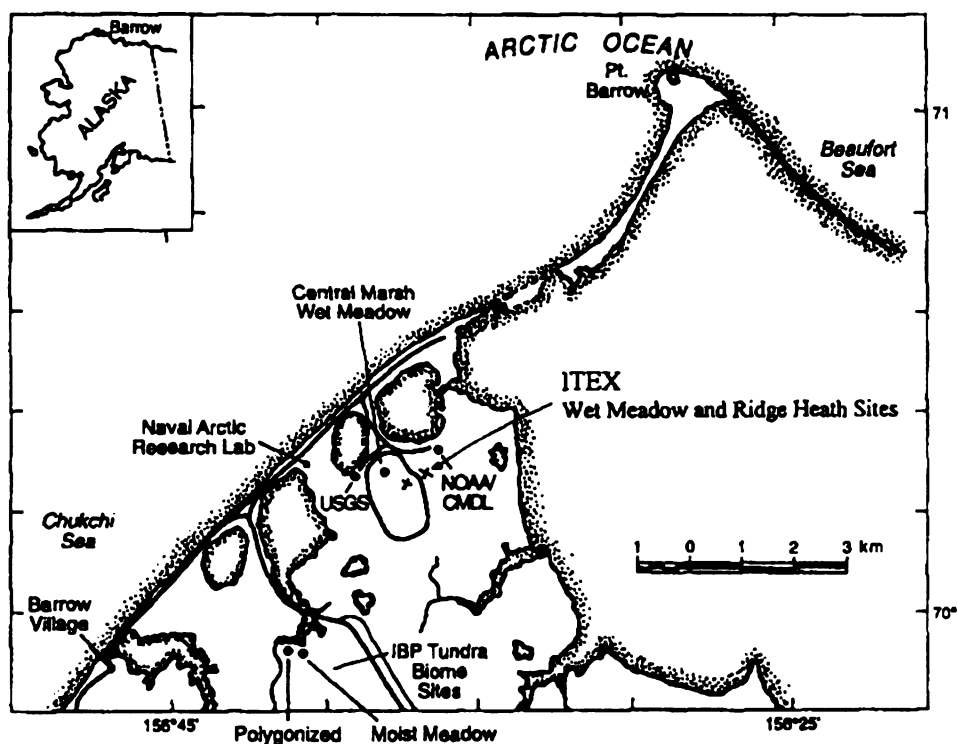 Barrow
ALASKA
ARCTIC OCEAN
Pt.
Barrow
71
Beaufort
Sea
Central Marsh
Wet Meadow
ITEX
Wet Meadow and Ridge Heath Sites
Naval Arctic
Research Lab
USGS
NOAA/
CMDL
Chukchi
Sea
1 0 1 2 3 km
Barrow
Village
70°
IBP Tundra
Biome
Sites
156°45'
156°25'
Polygonized
Moist Meadow